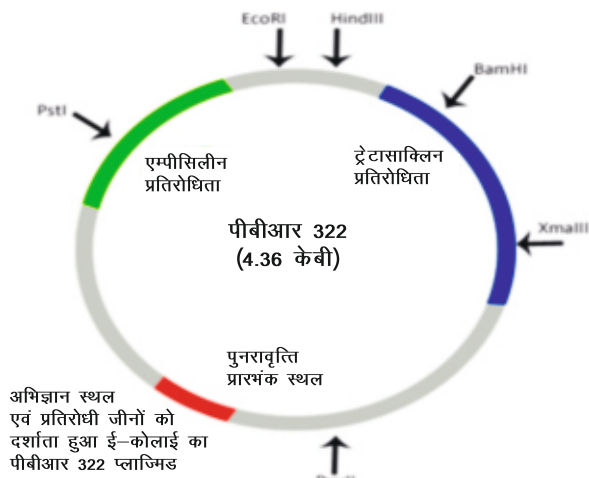 EcoRI HindIII
BamHI
PstI
एम्पीसिलीन
प्रतिरोधिता
ट्रेटासाक्लिन
प्रतिरोधिता
पीबीआर 322
(4.36 केबी)
XmaIII
पुनरावृत्ति
प्रारभंक स्थल
अभिज्ञान स्थल
एवं प्रतिरोधी जीनों को
दर्शाता हुआ ई–कोलाई का
पीबीआर 322 प्लाज्मिड